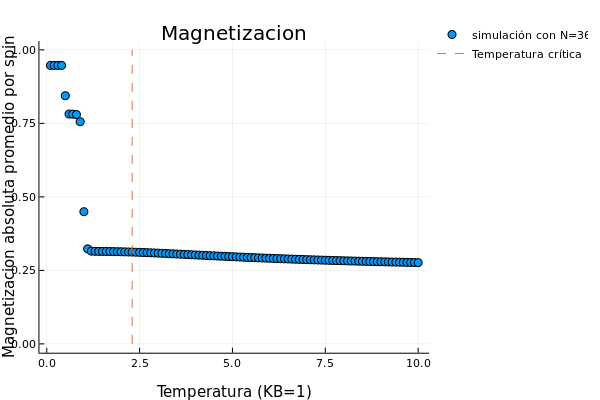 Magnetizacion
simulación con N=36
Temperatura crítica
Magnetizacion absoluta promedio por spin
1.00
0.75
0.50
0.25
0.00
0.0
2.5
5.0
7.5
10.0
Temperatura (KB=1)